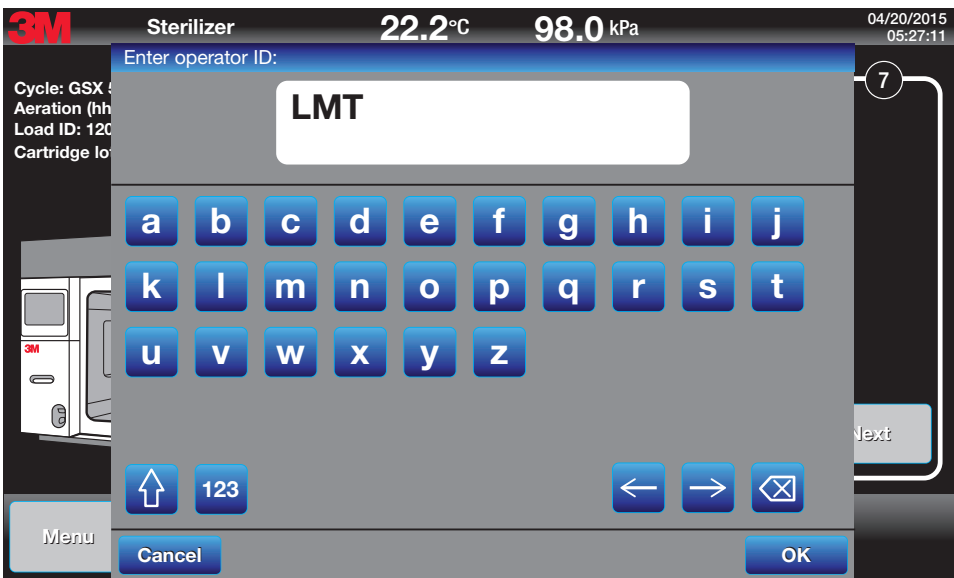 3M Sterilizer 22.2°C 98.0 kPa 04/20/2015
05:27:11
Enter operator ID:
7
Cycle: GSX
Aeration (hh
Load ID: 120
Cartridge lo
LMT
a b c d e f g h i j
k l m n o p q r s t
u v w x y z
3M
Next
123
Menu
Cancel OK